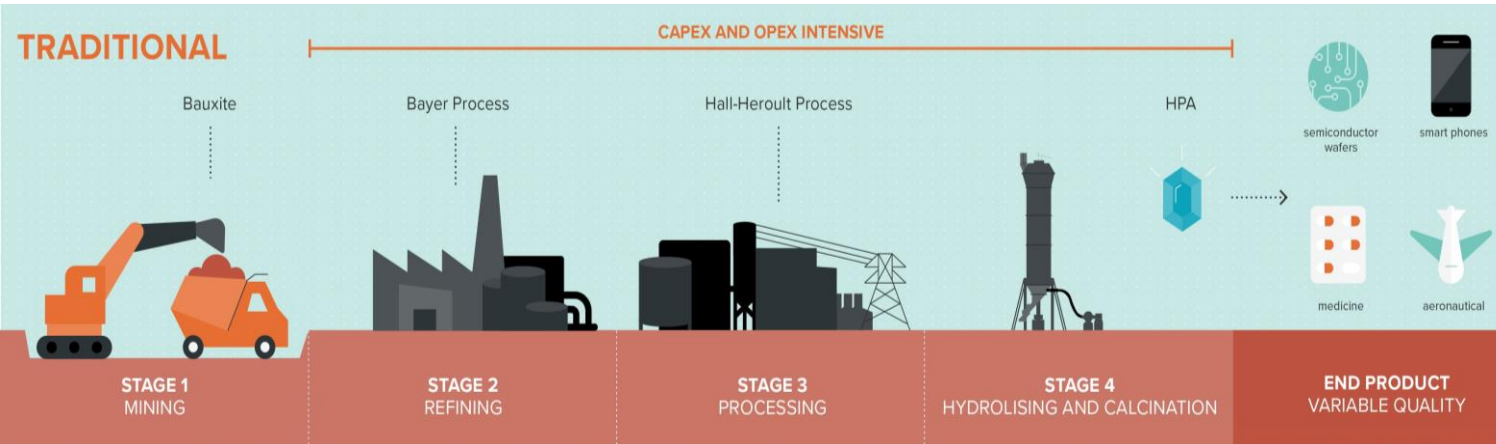 TRADITIONAL
CAPEX AND OPEX INTENSIVE
Bauxite
Bayer Process
Hall-Heroult Process
HPA
semiconductor
wafers
smart phones
medicine
aeronautical
STAGE 1
MINING
STAGE 2
REFINING
STAGE 3
PROCESSING
STAGE 4
HYDROLISING AND CALCINATION
END PRODUCT
VARIABLE QUALITY